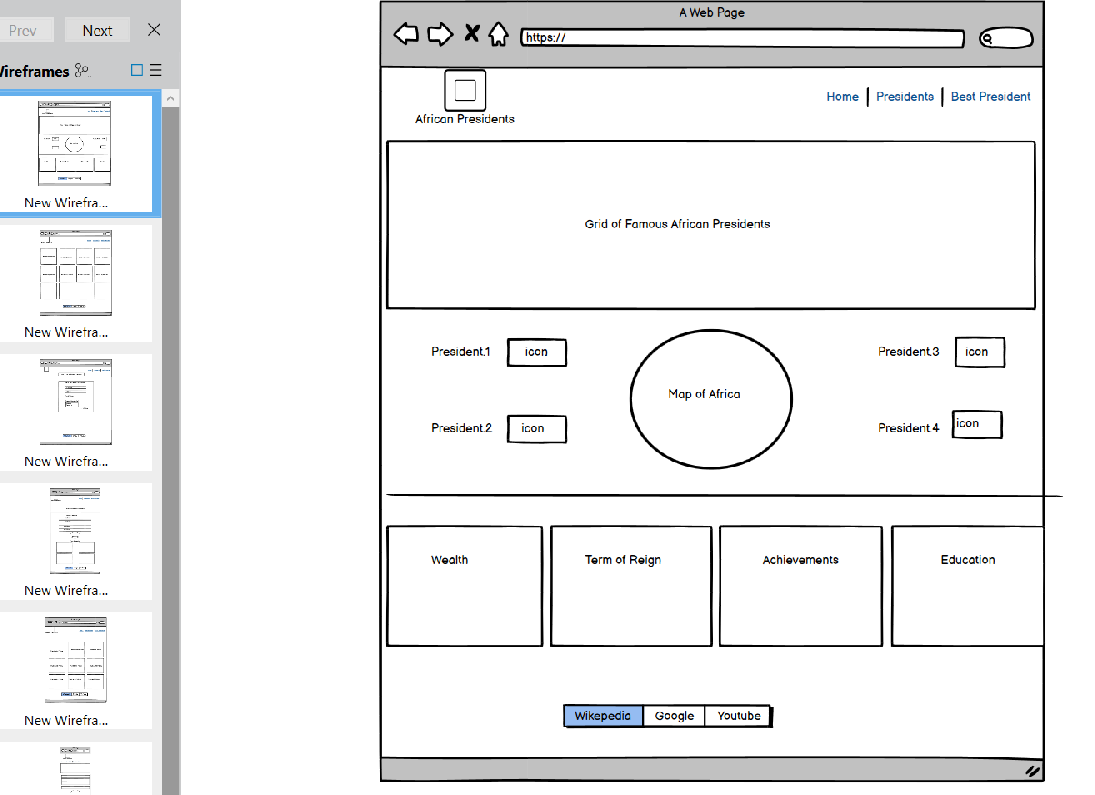 Prev
Next
Wireframes
New Wirefra...
New Wirefra...
New Wirefra...
New Wirefra...
New Wirefra...
A Web Page
https://
African Presidents
Home
Presidents
Best President
Grid of Famous African Presidents
President.1
icon
President.2
icon
Map of Africa
President.3
icon
President.4
icon
Wealth
Term of Reign
Achievements
Education
Wikepedia
Google
Youtube